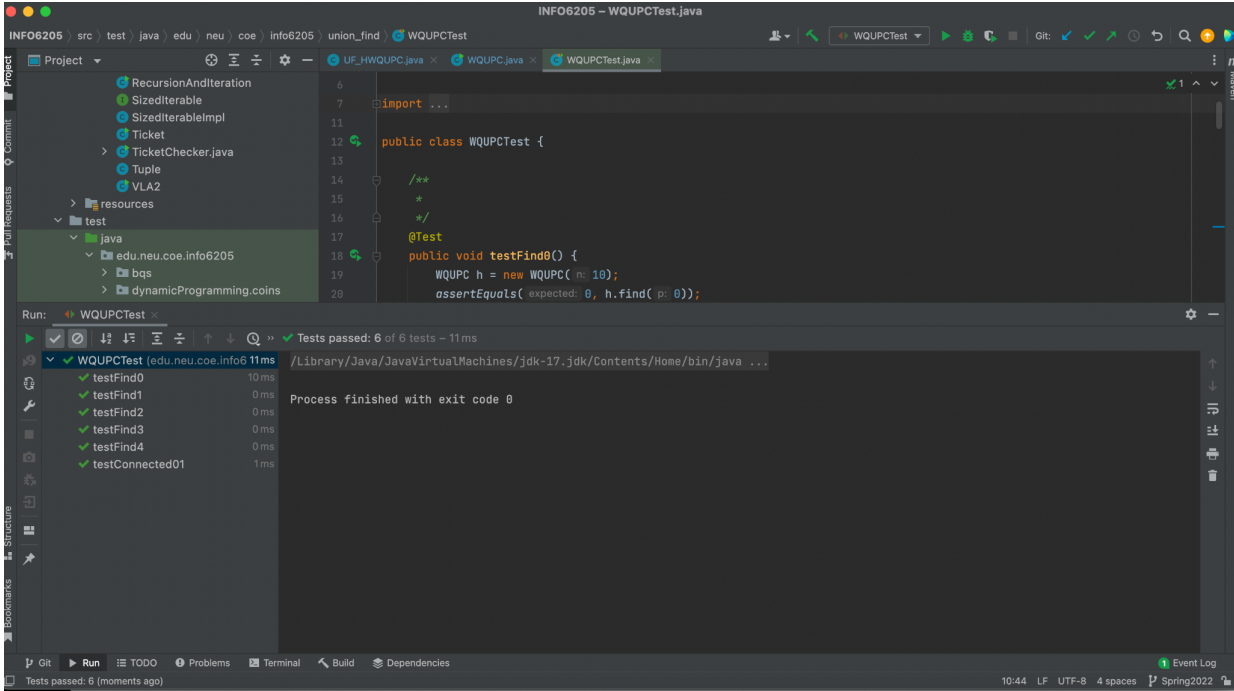 INFO6205 – WQUPCTest.java
INFO6205 〉 src 〉 test 〉 java 〉 edu 〉 neu 〉 coe 〉 info6205 〉 union_find 〉 WQUPCTest
WQUPCTest
Git:
Project
UF_HWQUPC.java ×
WQUPC.java ×
WQUPCTest.java ×
RecursionAndIteration
SizedIterable
SizedIterableImpl
Ticket
TicketChecker.java
Tuple
VLA2
resources
test
java
edu.neu.coe.info6205
bqs
dynamicProgramming.coins
6
7 import ...
11
12 public class WQUPCTest {
13
14 /**
15 *
16 */
17 @Test
18 public void testFind0() {
19 WQUPC h = new WQUPC( n: 10);
20 assertEquals( expected: 0, h.find( p: 0));
1
Project
Commit
Pull Requests
Structure
Bookmarks
Run: WQUPCTest ×
» Tests passed: 6 of 6 tests – 11 ms
WQUPCTest (edu.neu.coe.info6 11 ms
testFind0 10 ms
testFind1 0 ms
testFind2 0 ms
testFind3 0 ms
testFind4 0 ms
testConnected01 1 ms
/Library/Java/JavaVirtualMachines/jdk-17.jdk/Contents/Home/bin/java ...
Process finished with exit code 0
Git Run TODO Problems Terminal Build Dependencies
1 Event Log
Tests passed: 6 (moments ago)
10:44 LF UTF-8 4 spaces Spring2022